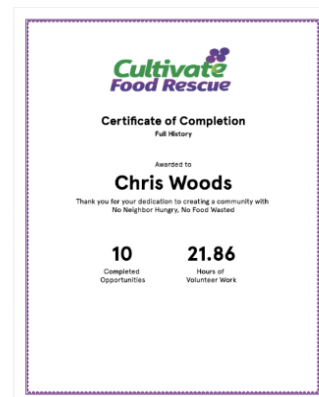 Cultivate
Food Rescue
Certificate of Completion
Full History
Awarded to
Chris Woods
Thank you for your dedication to creating a community with
No Neighbor Hungry, No Food Wasted
10
Completed
Opportunities
21.86
Hours of
Volunteer Work